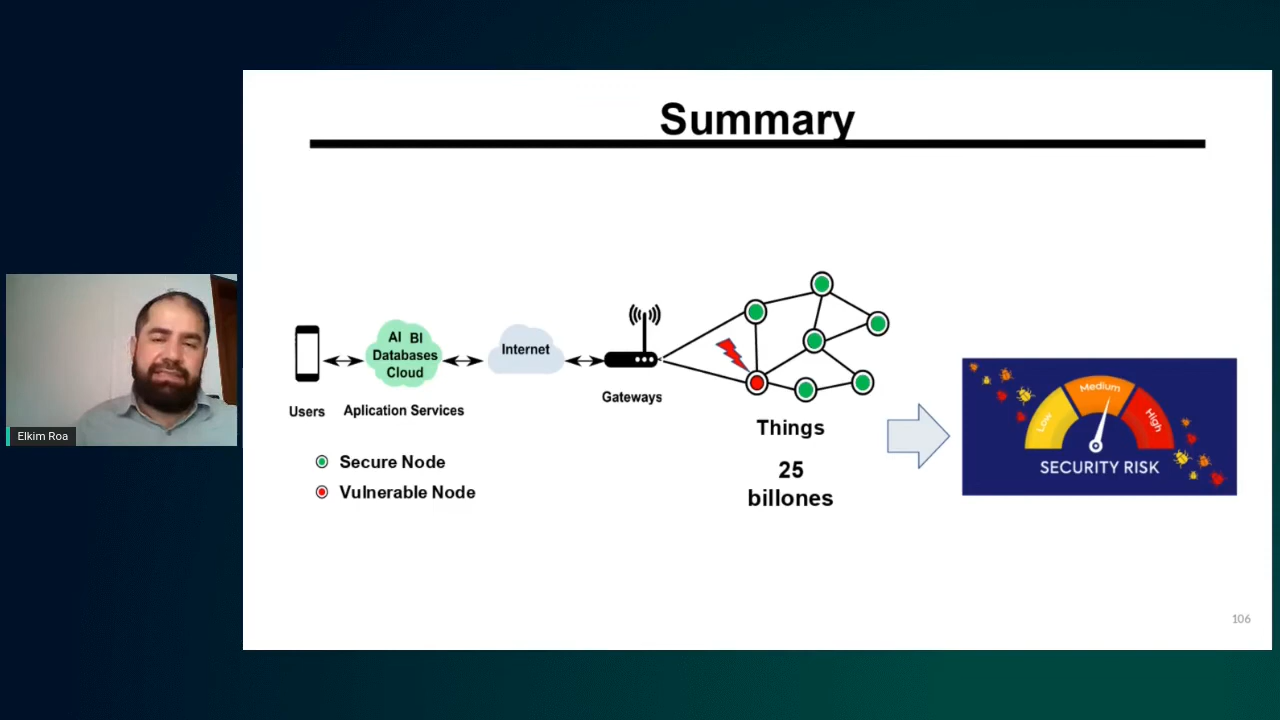 Summary
AI BI
Databases
Cloud
Internet
Users
Aplication Services
Gateways
Things
25
billones
Secure Node
Vulnerable Node
Low
Medium
High
SECURITY RISK
Elkim Roa
106